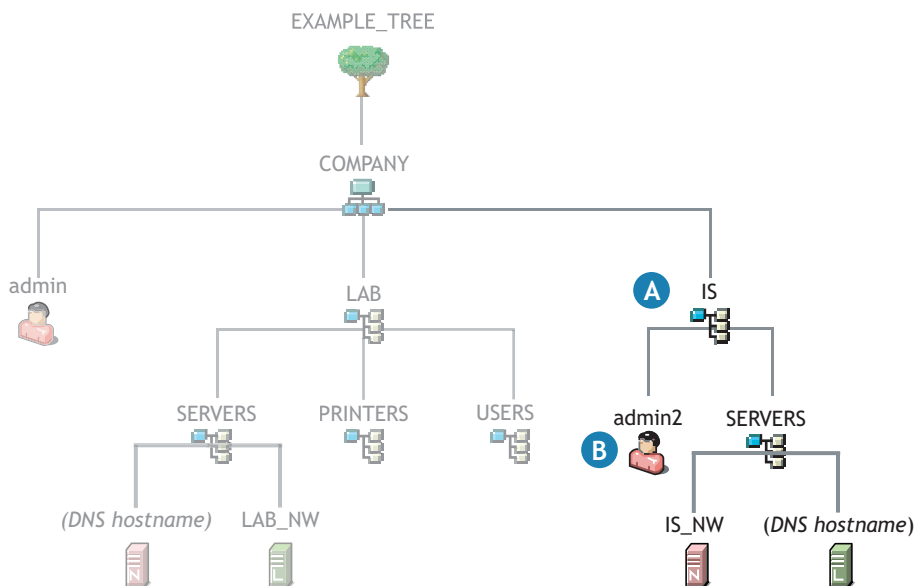 EXAMPLE_TREE
COMPANY
admin
LAB
A
IS
SERVERS
PRINTERS
USERS
admin2
B
SERVERS
(DNS hostname)
LAB_NW
IS_NW
(DNS hostname)
N
L
N
L